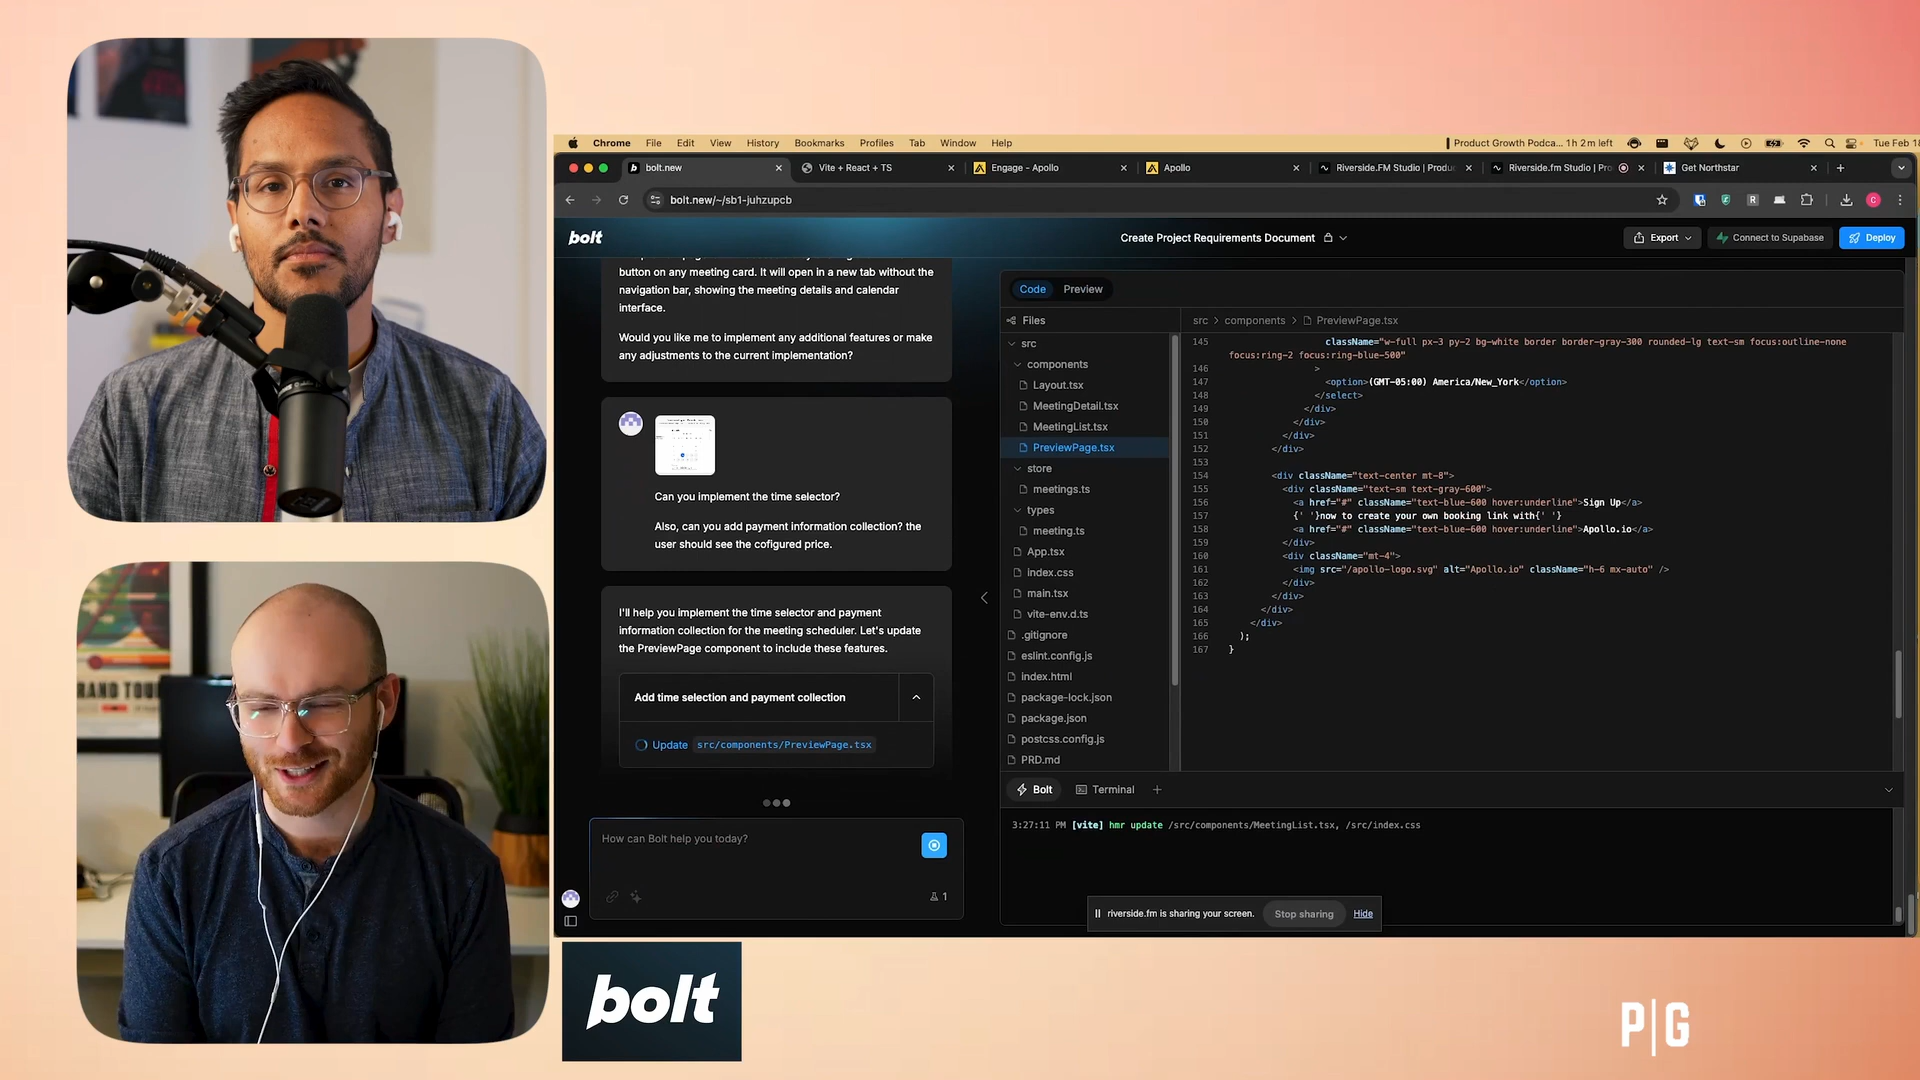 Chrome File Edit View History Bookmarks Profiles Tab Window Help
Product Growth Podca... 1h 2m left
Tue Feb 18
bolt.new
Vite + React + TS
Engage - Apollo
Apollo
Riverside.FM Studio | Produ
Riverside.fm Studio | Pro
Get Northstar
bolt.new/~/sb1-juhzupcb
bolt
Create Project Requirements Document
Export
Connect to Supabase
Deploy
button on any meeting card. It will open in a new tab without the
navigation bar, showing the meeting details and calendar
interface.
Would you like me to implement any additional features or make
any adjustments to the current implementation?
Can you implement the time selector?
Also, can you add payment information collection? the
user should see the cofigured price.
I'll help you implement the time selector and payment
information collection for the meeting scheduler. Let's update
the PreviewPage component to include these features.
Add time selection and payment collection
Update src/components/PreviewPage.tsx
How can Bolt help you today?
1
Code Preview
Files
src
components
Layout.tsx
MeetingDetail.tsx
MeetingList.tsx
PreviewPage.tsx
store
meetings.ts
types
meeting.ts
App.tsx
index.css
main.tsx
vite-env.d.ts
.gitignore
eslint.config.js
index.html
package-lock.json
package.json
postcss.config.js
PRD.md
src > components > PreviewPage.tsx
145 className="w-full px-3 py-2 bg-white border border-gray-300 rounded-lg text-sm focus:outline-none
focus:ring-2 focus:ring-blue-500"
146 >
147 <option>(GMT-05:00) America/New_York</option>
148 </select>
149 </div>
150 </div>
151 </div>
152 </div>
153
154 <div className="text-center mt-8">
155 <div className="text-sm text-gray-600">
156 <a href="#" className="text-blue-600 hover:underline">Sign Up</a>
157 {' '}now to create your own booking link with{' '}
158 <a href="#" className="text-blue-600 hover:underline">Apollo.io</a>
159 </div>
160 <div className="mt-4">
161 <img src="/apollo-logo.svg" alt="Apollo.io" className="h-6 mx-auto" />
162 </div>
163 </div>
164 </div>
165 </div>
166 );
167 }
Bolt
Terminal
3:27:11 PM [vite] hmr update /src/components/MeetingList.tsx, /src/index.css
riverside.fm is sharing your screen. Stop sharing Hide
bolt
P|G